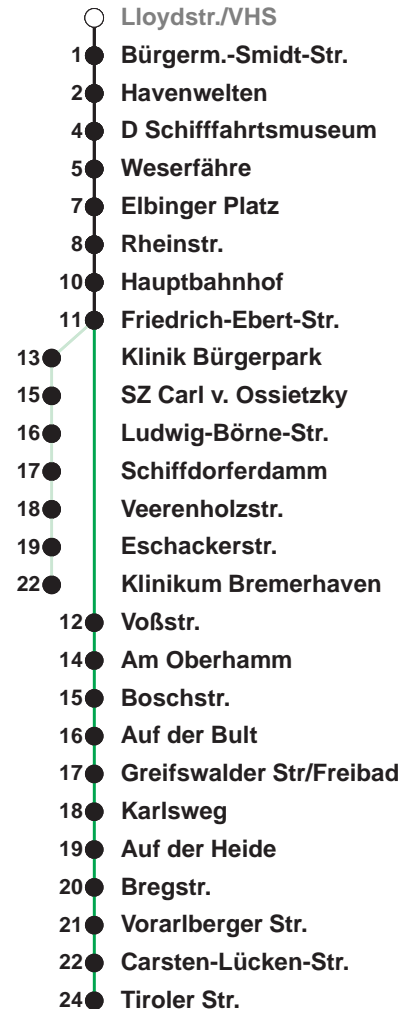 Lloydstr./VHS
1 Bürgerm.-Smidt-Str.
2 Havenwelten
4 D Schifffahrtsmuseum
5 Weserfähre
7 Elbinger Platz
8 Rheinstr.
10 Hauptbahnhof
11 Friedrich-Ebert-Str.
13 Klinik Bürgerpark
15 SZ Carl v. Ossietzky
16 Ludwig-Börne-Str.
17 Schiffdorferdamm
18 Veerenholzstr.
19 Eschackerstr.
22 Klinikum Bremerhaven
12 Voßstr.
14 Am Oberhamm
15 Boschstr.
16 Auf der Bult
17 Greifswalder Str/Freibad
18 Karlsweg
19 Auf der Heide
20 Bregstr.
21 Vorarlberger Str.
22 Carsten-Lücken-Str.
24 Tiroler Str.